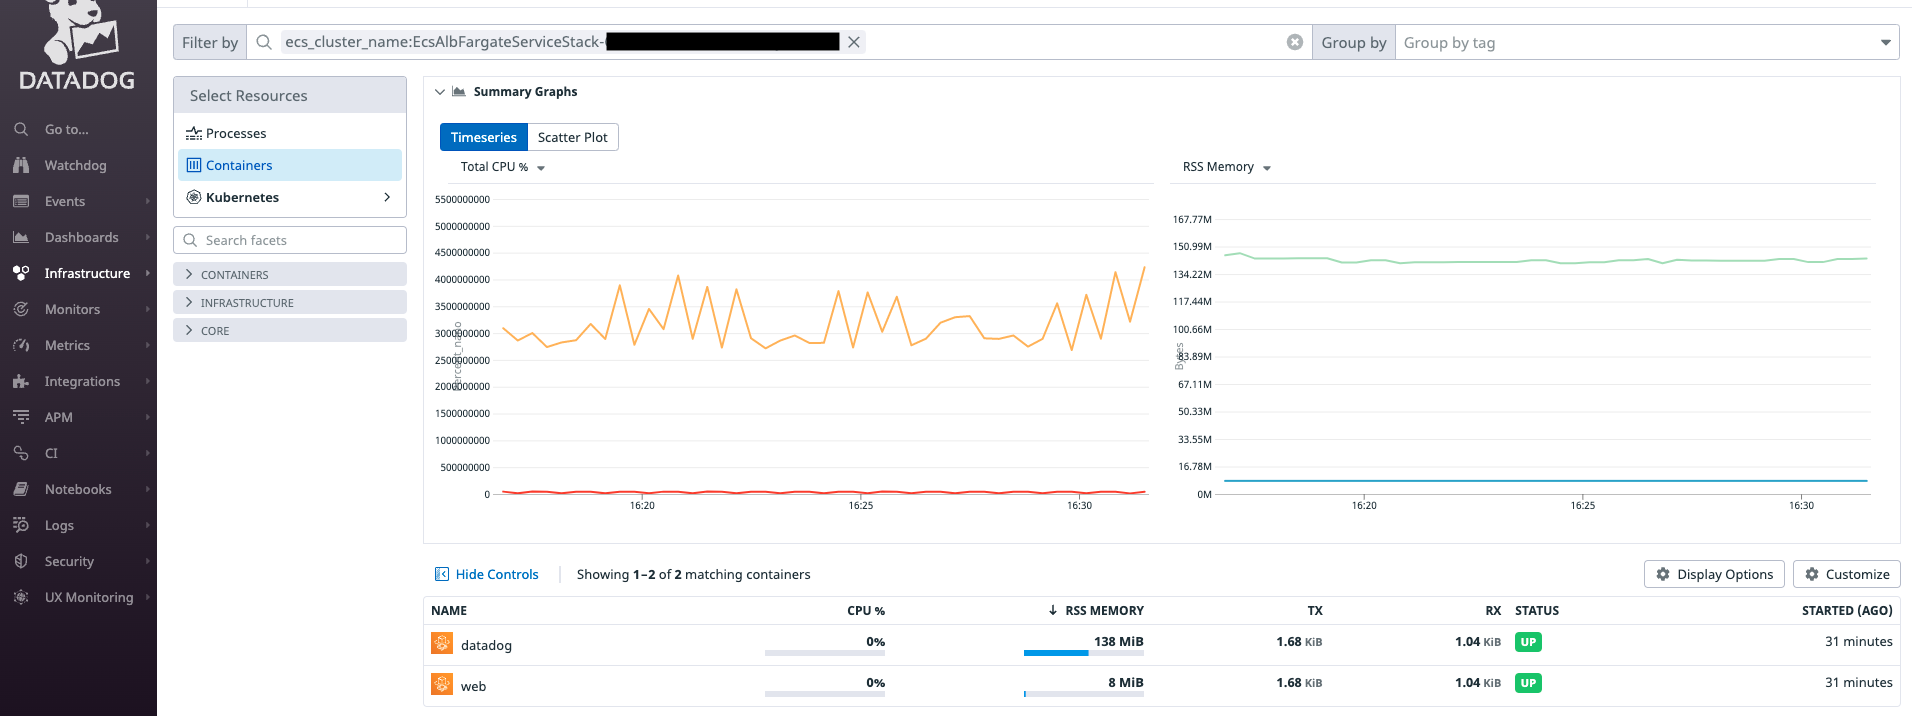 DATADOG
Go to...
Watchdog
Events
Dashboards
Infrastructure
Monitors
Metrics
Integrations
APM
CI
Notebooks
Logs
Security
UX Monitoring
Filter by
ecs_cluster_name:EcsAlbFargateServiceStack-
Group by
Group by tag
Select Resources
Processes
Containers
Kubernetes
Search facets
CONTAINERS
INFRASTRUCTURE
CORE
Summary Graphs
Timeseries Scatter Plot
Total CPU %
5500000000
5000000000
4500000000
4000000000
3500000000
3000000000
2500000000
2000000000
1500000000
1000000000
500000000
0
16:20 16:25 16:30
RSS Memory
Bytes
167.77M
150.99M
134.22M
117.44M
100.66M
83.89M
67.11M
50.33M
33.55M
16.78M
0M
16:20 16:25 16:30
Hide Controls Showing 1–2 of 2 matching containers Display Options Customize
NAME CPU % RSS MEMORY TX RX STATUS STARTED (AGO)
datadog 0% 138 MiB 1.68 KiB 1.04 KiB UP 31 minutes
web 0% 8 MiB 1.68 KiB 1.04 KiB UP 31 minutes